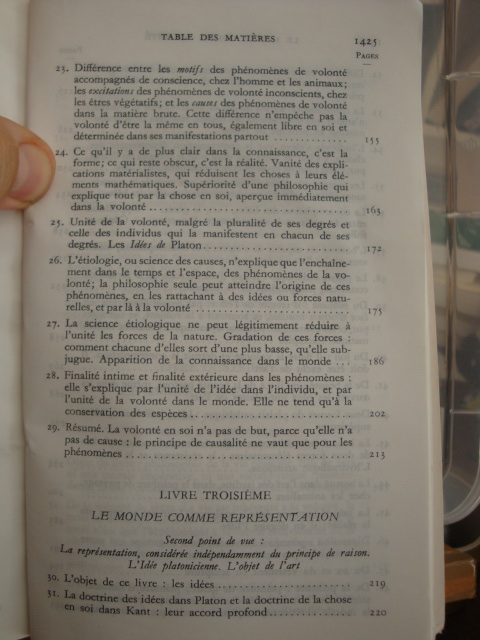 TABLE DES MATIÈRES 1425
PAGES
23. Différence entre les motifs des phénomènes de volonté
accompagnés de conscience, chez l'homme et les animaux;
les excitations des phénomènes de volonté inconscients, chez
les êtres végétatifs; et les causes des phénomènes de volonté
dans la matière brute. Cette différence n'empêche pas la
volonté d'être la même en tous, également libre en soi et
déterminée dans ses manifestations partout ............ 155
24. Ce qu'il y a de plus clair dans la connaissance, c'est la
forme; ce qui reste obscur, c'est la réalité. Vanité des expli-
cations matérialistes, qui réduisent les choses à leurs élé-
ments mathématiques. Supériorité d'une philosophie qui
explique tout par la chose en soi, aperçue immédiatement
dans la volonté ............ 163
25. Unité de la volonté, malgré la pluralité de ses degrés et
celle des individus qui la manifestent en chacun de ses
degrés. Les Idées de Platon ............ 172
26. L'étiologie, ou science des causes, n'explique que l'enchaîne-
ment dans le temps et l'espace, des phénomènes de la vo-
lonté; la philosophie seule peut atteindre l'origine de ces
phénomènes, en les rattachant à des idées ou forces natu-
relles, et par là à la volonté ............ 175
27. La science étiologique ne peut légitimement réduire à
l'unité les forces de la nature. Gradation de ces forces :
comment chacune d'elles sort d'une plus basse, qu'elle sub-
jugue. Apparition de la connaissance dans le monde ... 186
28. Finalité intime et finalité extérieure dans les phénomènes :
elle s'explique par l'unité de l'idée dans l'individu, et par
l'unité de la volonté dans le monde. Elle ne tend qu'à la
conservation des espèces ............ 202
29. Résumé. La volonté en soi n'a pas de but, parce qu'elle n'a
pas de cause : le principe de causalité ne vaut que pour les
phénomènes ............ 213
LIVRE TROISIÈME
LE MONDE COMME REPRÉSENTATION
Second point de vue :
La représentation, considérée indépendamment du principe de raison.
L'Idée platonicienne. L'objet de l'art
30. L'objet de ce livre : les idées ............ 219
31. La doctrine des idées dans Platon et la doctrine de la chose
en soi dans Kant : leur accord profond ............ 220